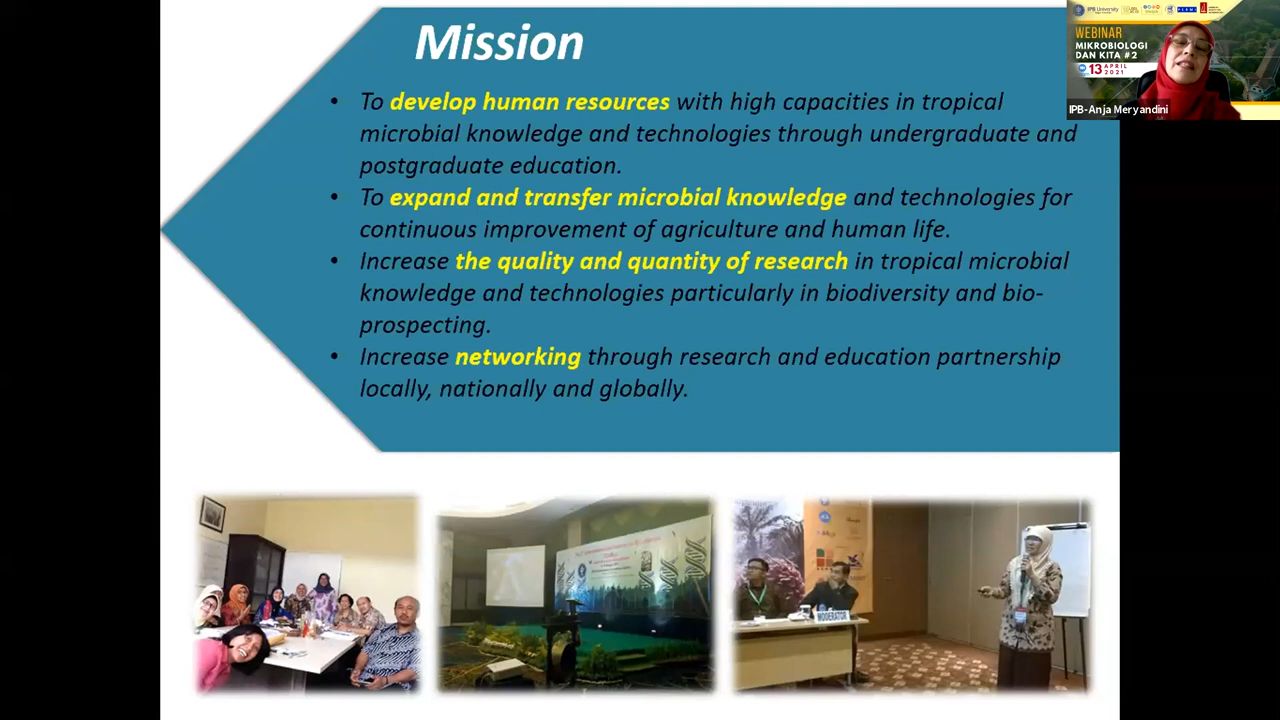 Mission
• To develop human resources with high capacities in tropical
microbial knowledge and technologies through undergraduate and
postgraduate education.
• To expand and transfer microbial knowledge and technologies for
continuous improvement of agriculture and human life.
• Increase the quality and quantity of research in tropical microbial
knowledge and technologies particularly in biodiversity and bio-
prospecting.
• Increase networking through research and education partnership
locally, nationally and globally.
IPB University
WEBINAR
MIKROBIOLOGI
DAN KITA #2
13 APRIL
2021
IPB-Anja Meryandini
MODERATOR